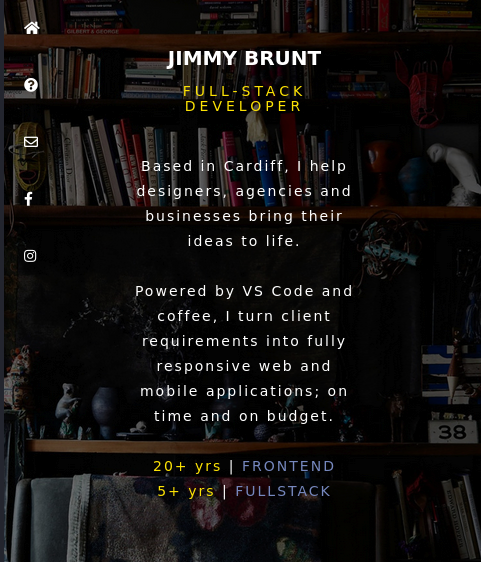 JIMMY BRUNT
FULL-STACK
DEVELOPER
Based in Cardiff, I help
designers, agencies and
businesses bring their
ideas to life.
Powered by VS Code and
coffee, I turn client
requirements into fully
responsive web and
mobile applications; on
time and on budget.
38
20+ yrs | FRONTEND
5+ yrs | FULLSTACK